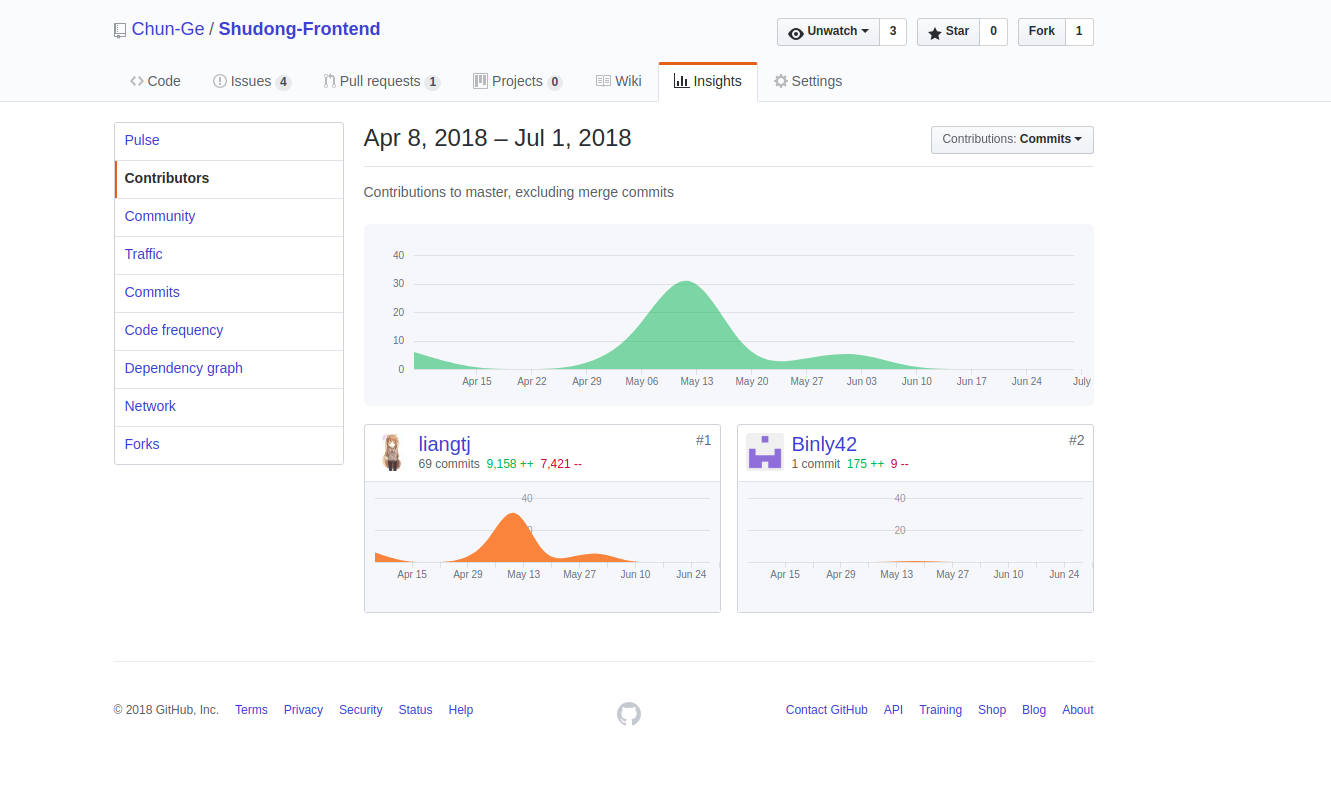 Chun-Ge / Shudong-Frontend
Unwatch 3 Star 0 Fork 1
Code Issues 4 Pull requests 1 Projects 0 Wiki Insights Settings
Pulse
Contributors
Community
Traffic
Commits
Code frequency
Dependency graph
Network
Forks
Apr 8, 2018 – Jul 1, 2018
Contributions: Commits
Contributions to master, excluding merge commits
40
30
20
10
0
Apr 15 Apr 22 Apr 29 May 06 May 13 May 20 May 27 Jun 03 Jun 10 Jun 17 Jun 24 July
liangtj #1
69 commits 9,158 ++ 7,421 --
40
Apr 15 Apr 29 May 13 May 27 Jun 10 Jun 24
Binly42 #2
1 commit 175 ++ 9 --
40
20
Apr 15 Apr 29 May 13 May 27 Jun 10 Jun 24
© 2018 GitHub, Inc. Terms Privacy Security Status Help
Contact GitHub API Training Shop Blog About